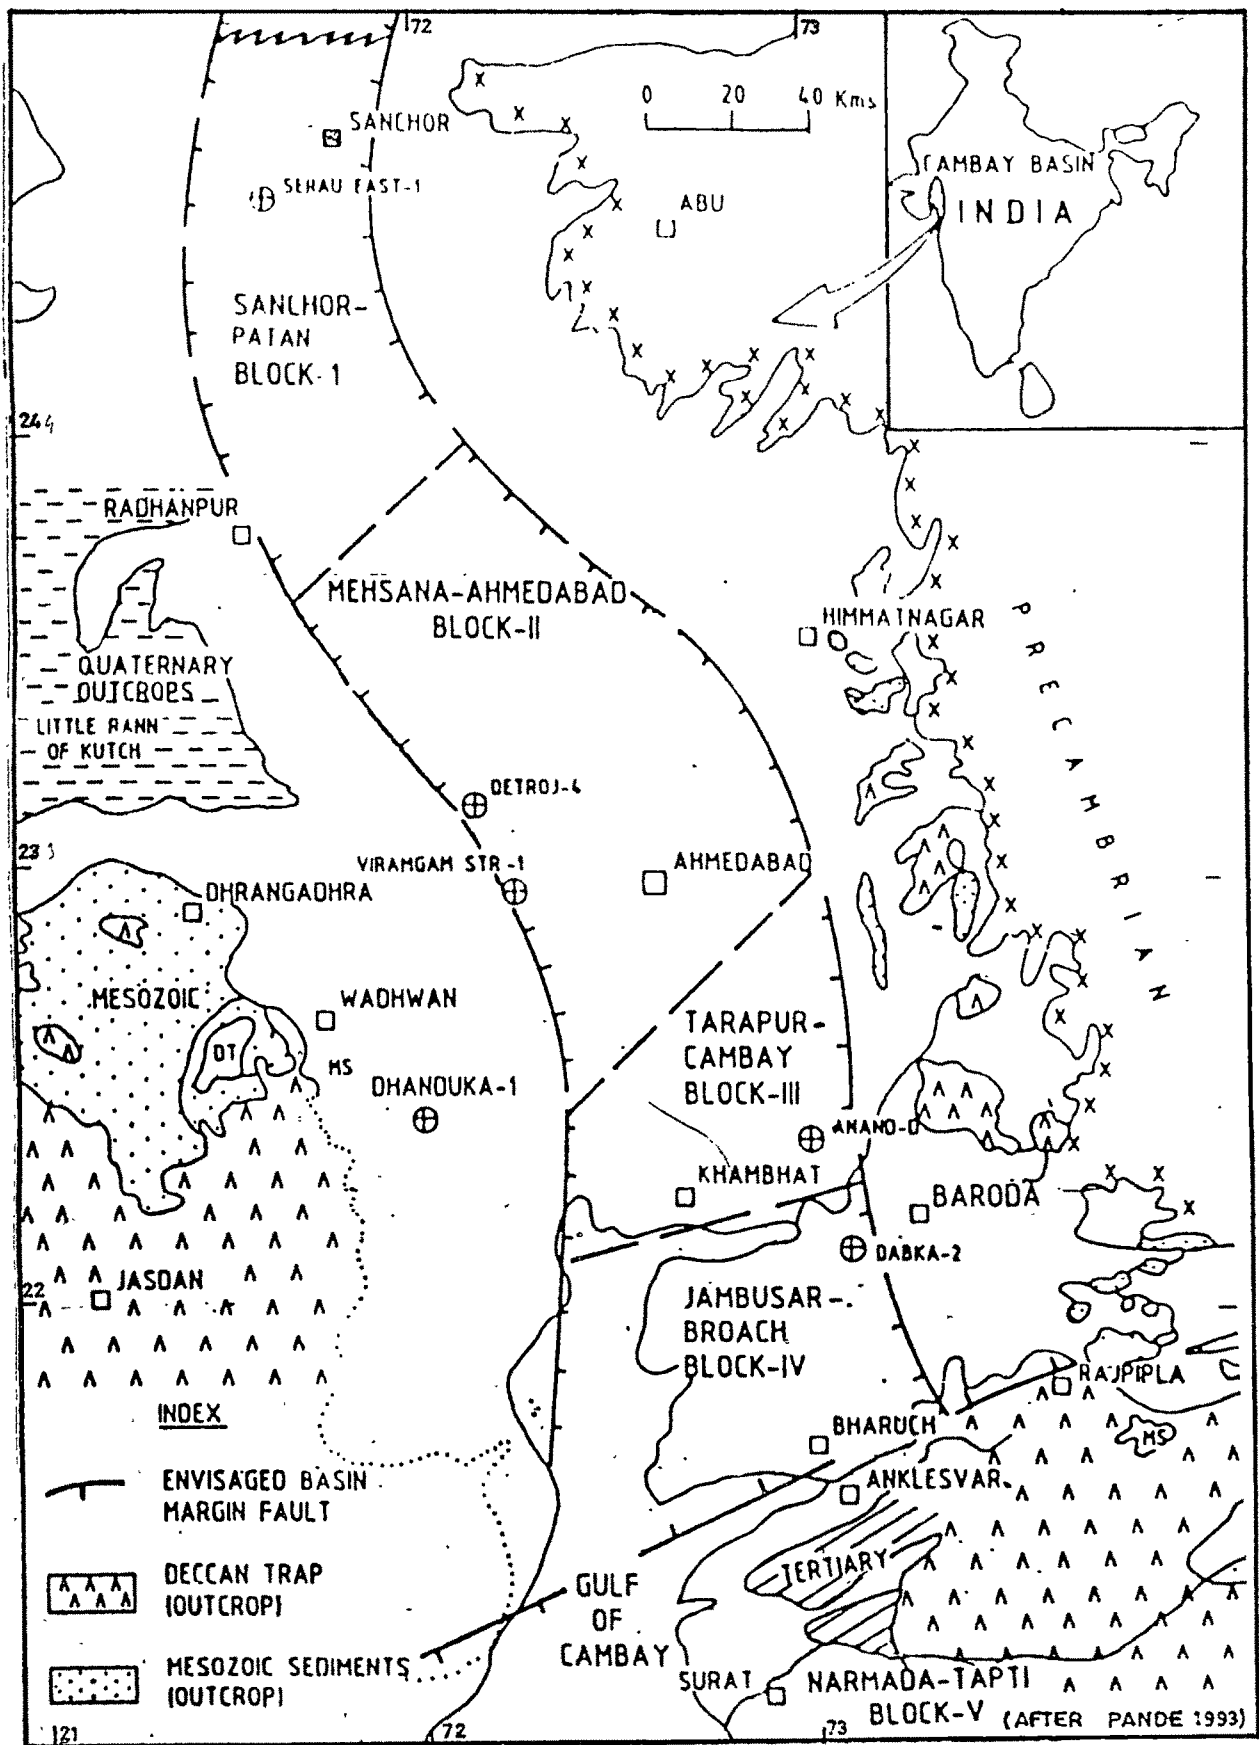 72
73
0 20 40 Kms
SANCHOR
SERAU EAST-1
ABU
CAMBAY BASIN
INDIA
SANCHOR-
PATAN
BLOCK-1
24
RADHANPUR
MEHSANA-AHMEDABAD
BLOCK-II
HIMMATNAGAR
PRECAMBRIAN
QUATERNARY
OUTCROPS
LITTLE RANN
OF KUTCH
DETROJ-4
23
VIRAMGAM STR-1
AHMEDABAD
DHRANGADHRA
MESOZOIC
WADHWAN
DT
MS
DHANDUKA-1
TARAPUR-
CAMBAY
BLOCK-III
ANAND-D
KHAMBHAT
BARODA
DABKA-2
22
JASDAN
JAMBUSAR-
BROACH
BLOCK-IV
RAJPIPLA
INDEX
BHARUCH
MS
ENVISAGED BASIN
MARGIN FAULT
ANKLESVAR
DECCAN TRAP
(OUTCROP)
TERTIARY
GULF
OF
CAMBAY
MESOZOIC SEDIMENTS
(OUTCROP)
SURAT
NARMADA-TAPTI
BLOCK-V (AFTER PANDE 1993)
21
72
73